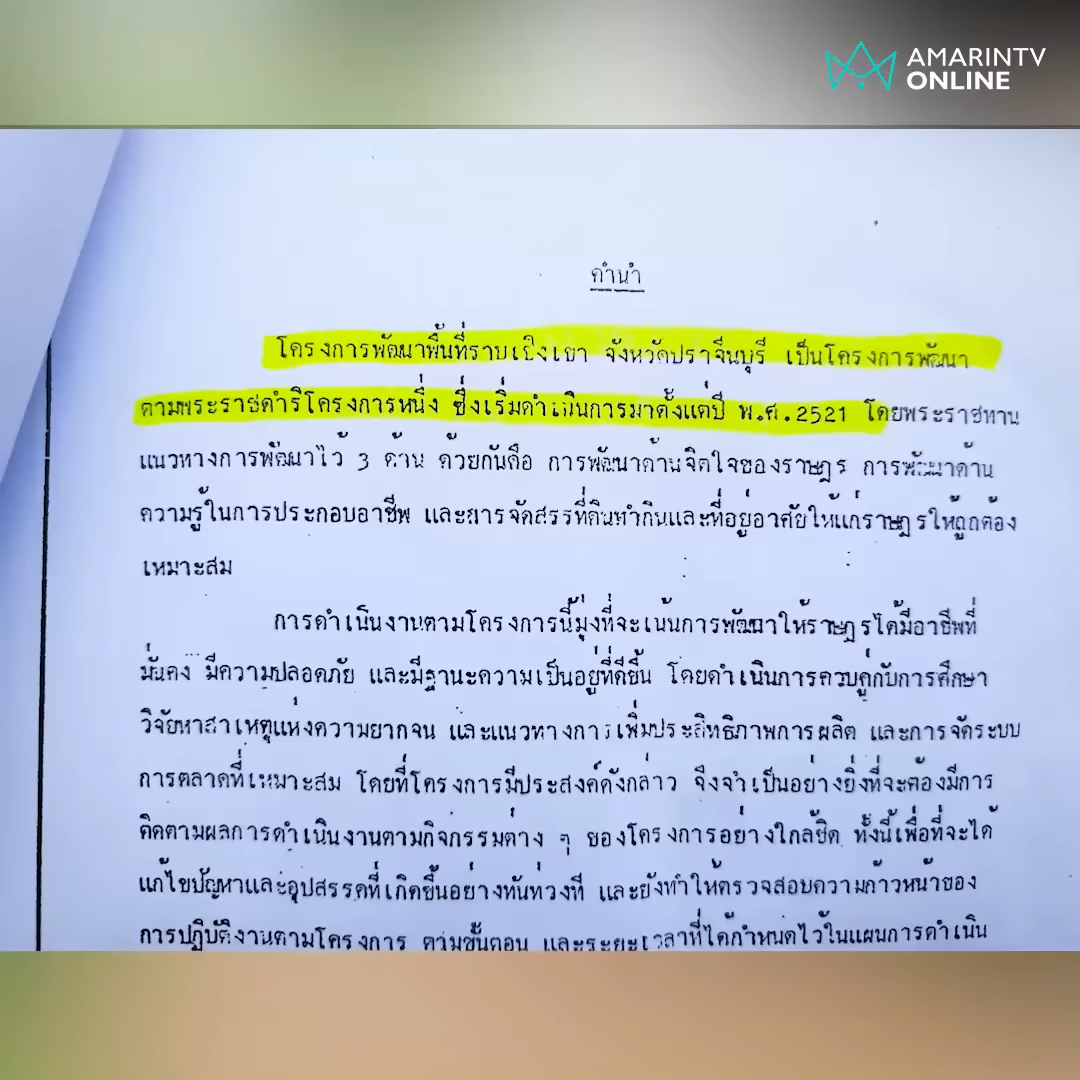 AMARINTV
ONLINE
คำนำ
โครงการพัฒนาพื้นที่ราบเชิงเขา จังหวัดปราจีนบุรี เป็นโครงการพัฒนา
ตามพระราชดำริโครงการหนึ่ง ซึ่งเริ่มดำเนินการมาตั้งแต่ปี พ.ศ.2521 โดยพระราชทาน
แนวทางการพัฒนาไว้ 3 ด้าน ด้วยกันคือ การพัฒนาด้านจิตใจของราษฎร การพัฒนาด้าน
ความรู้ในการประกอบอาชีพ และการจัดสรรที่ดินทำกินและที่อยู่อาศัยให้แก่ราษฎรให้ถูกต้อง
เหมาะสม
การดำเนินงานตามโครงการนี้มุ่งที่จะเน้นการพัฒนาให้ราษฎรได้มีอาชีพที่
มั่นคง มีความปลอดภัย และมีฐานะความเป็นอยู่ที่ดีขึ้น โดยดำเนินการควบคู่กับการศึกษา
วิจัยหาสาเหตุแห่งความยากจน และแนวทางการเพิ่มประสิทธิภาพการผลิต และการจัดระบบ
การตลาดที่เหมาะสม โดยที่โครงการมีประสงค์ดังกล่าว จึงจำเป็นอย่างยิ่งที่จะต้องมีการ
ติดตามผลการดำเนินงานตามกิจกรรมต่าง ๆ ของโครงการอย่างใกล้ชิด ทั้งนี้เพื่อที่จะได้
แก้ไขปัญหาและอุปสรรคที่เกิดขึ้นอย่างทันท่วงที และยังทำให้ตรวจสอบความก้าวหน้าของ
การปฏิบัติงานตามโครงการ ตามขั้นตอน และระยะเวลาที่ได้กำหนดไว้ในแผนการดำเนิน